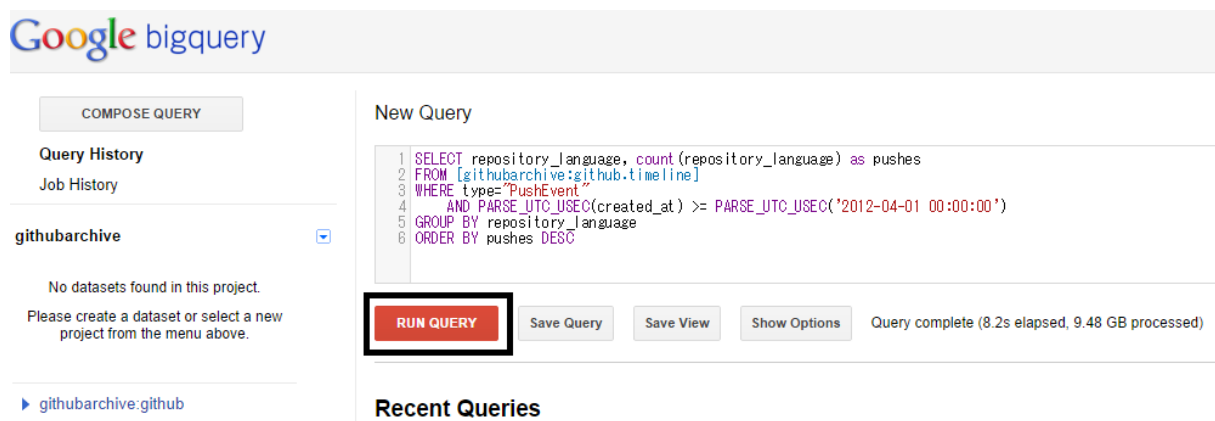 Google bigquery
COMPOSE QUERY
Query History
Job History
githubarchive
No datasets found in this project.
Please create a dataset or select a new
project from the menu above.
githubarchive:github
New Query
1 SELECT repository_language, count(repository_language) as pushes
2 FROM [githubarchive:github.timeline]
3 WHERE type="PushEvent"
4 AND PARSE_UTC_USEC(created_at) >= PARSE_UTC_USEC('2012-04-01 00:00:00')
5 GROUP BY repository_language
6 ORDER BY pushes DESC
RUN QUERY Save Query Save View Show Options Query complete (8.2s elapsed, 9.48 GB processed)
Recent Queries